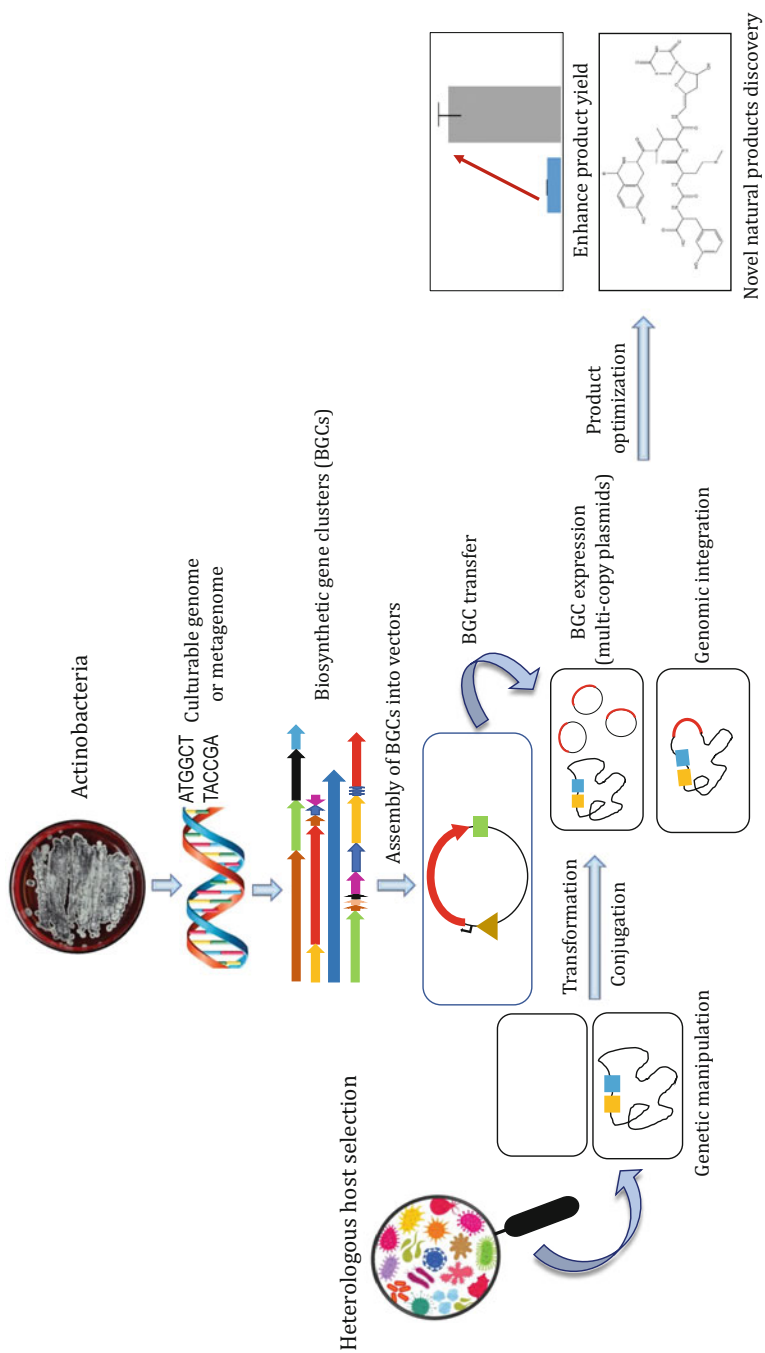 Actinobacteria
ATGGCT
TACCGA
Culturable genome
or metagenome
Biosynthetic gene clusters (BGCs)
Assembly of BGCs into vectors
Heterologous host selection
BGC transfer
Transformation
Conjugation
BGC expression
(multi-copy plasmids)
Genetic manipulation
Genomic integration
Product
optimization
Enhance product yield
Novel natural products discovery